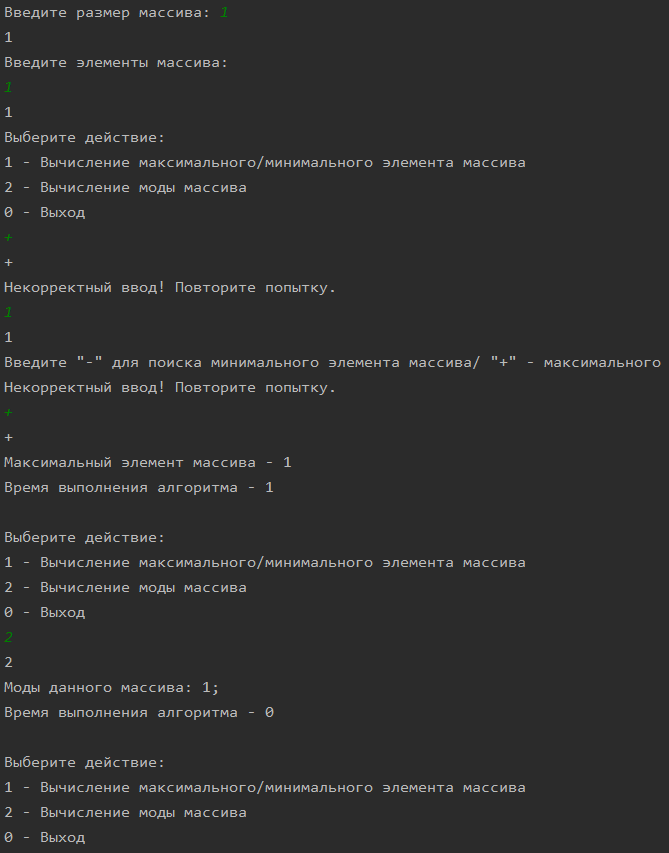 Введите размер массива: 1
1
Введите элементы массива:
1
1
Выберите действие:
1 - Вычисление максимального/минимального элемента массива
2 - Вычисление моды массива
0 - Выход
+
+
Некорректный ввод! Повторите попытку.
1
1
Введите "-" для поиска минимального элемента массива/ "+" - максимального
Некорректный ввод! Повторите попытку.
+
+
Максимальный элемент массива - 1
Время выполнения алгоритма - 1
Выберите действие:
1 - Вычисление максимального/минимального элемента массива
2 - Вычисление моды массива
0 - Выход
2
2
Моды данного массива: 1;
Время выполнения алгоритма - 0
Выберите действие:
1 - Вычисление максимального/минимального элемента массива
2 - Вычисление моды массива
0 - Выход